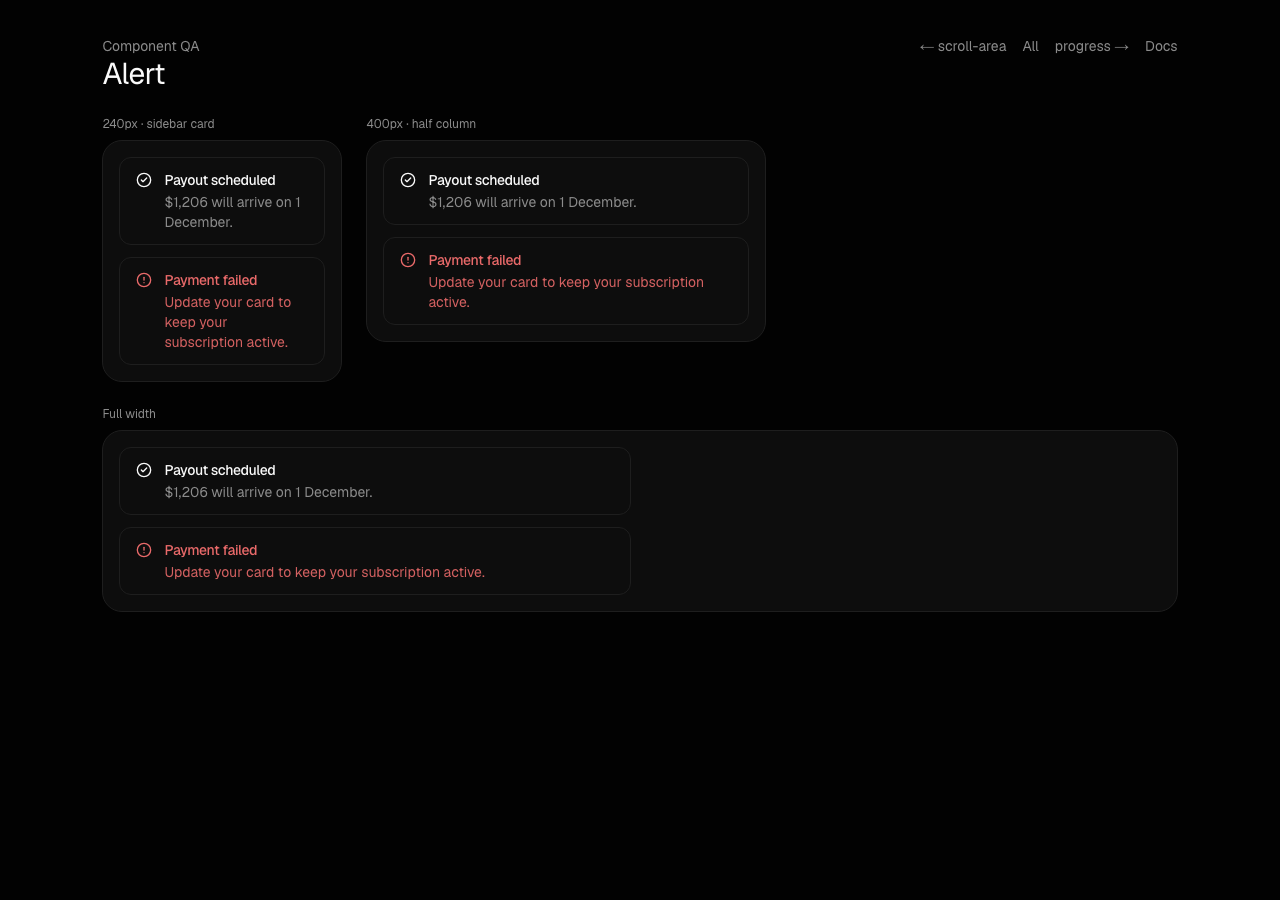 Component QA
← scroll-area All progress → Docs
Alert
240px · sidebar card
Payout scheduled
$1,206 will arrive on 1
December.
Payment failed
Update your card to
keep your
subscription active.
400px · half column
Payout scheduled
$1,206 will arrive on 1 December.
Payment failed
Update your card to keep your subscription
active.
Full width
Payout scheduled
$1,206 will arrive on 1 December.
Payment failed
Update your card to keep your subscription active.